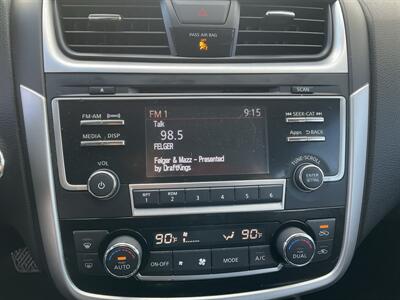 PASS AIR BAG
OFF
SCAN
FM 1 9:15
Talk
98.5
FELGER
Felger & Mazz - Presented
by DraftKings
FM·AM
MEDIA DISP
VOL
SEEK·CAT
Apps BACK
TUNE·SCROLL
ENTER
SETTING
RPT RDM
1 2 3 4 5 6
90°F 90°F
AUTO
ON·OFF
MODE
A/C
DUAL